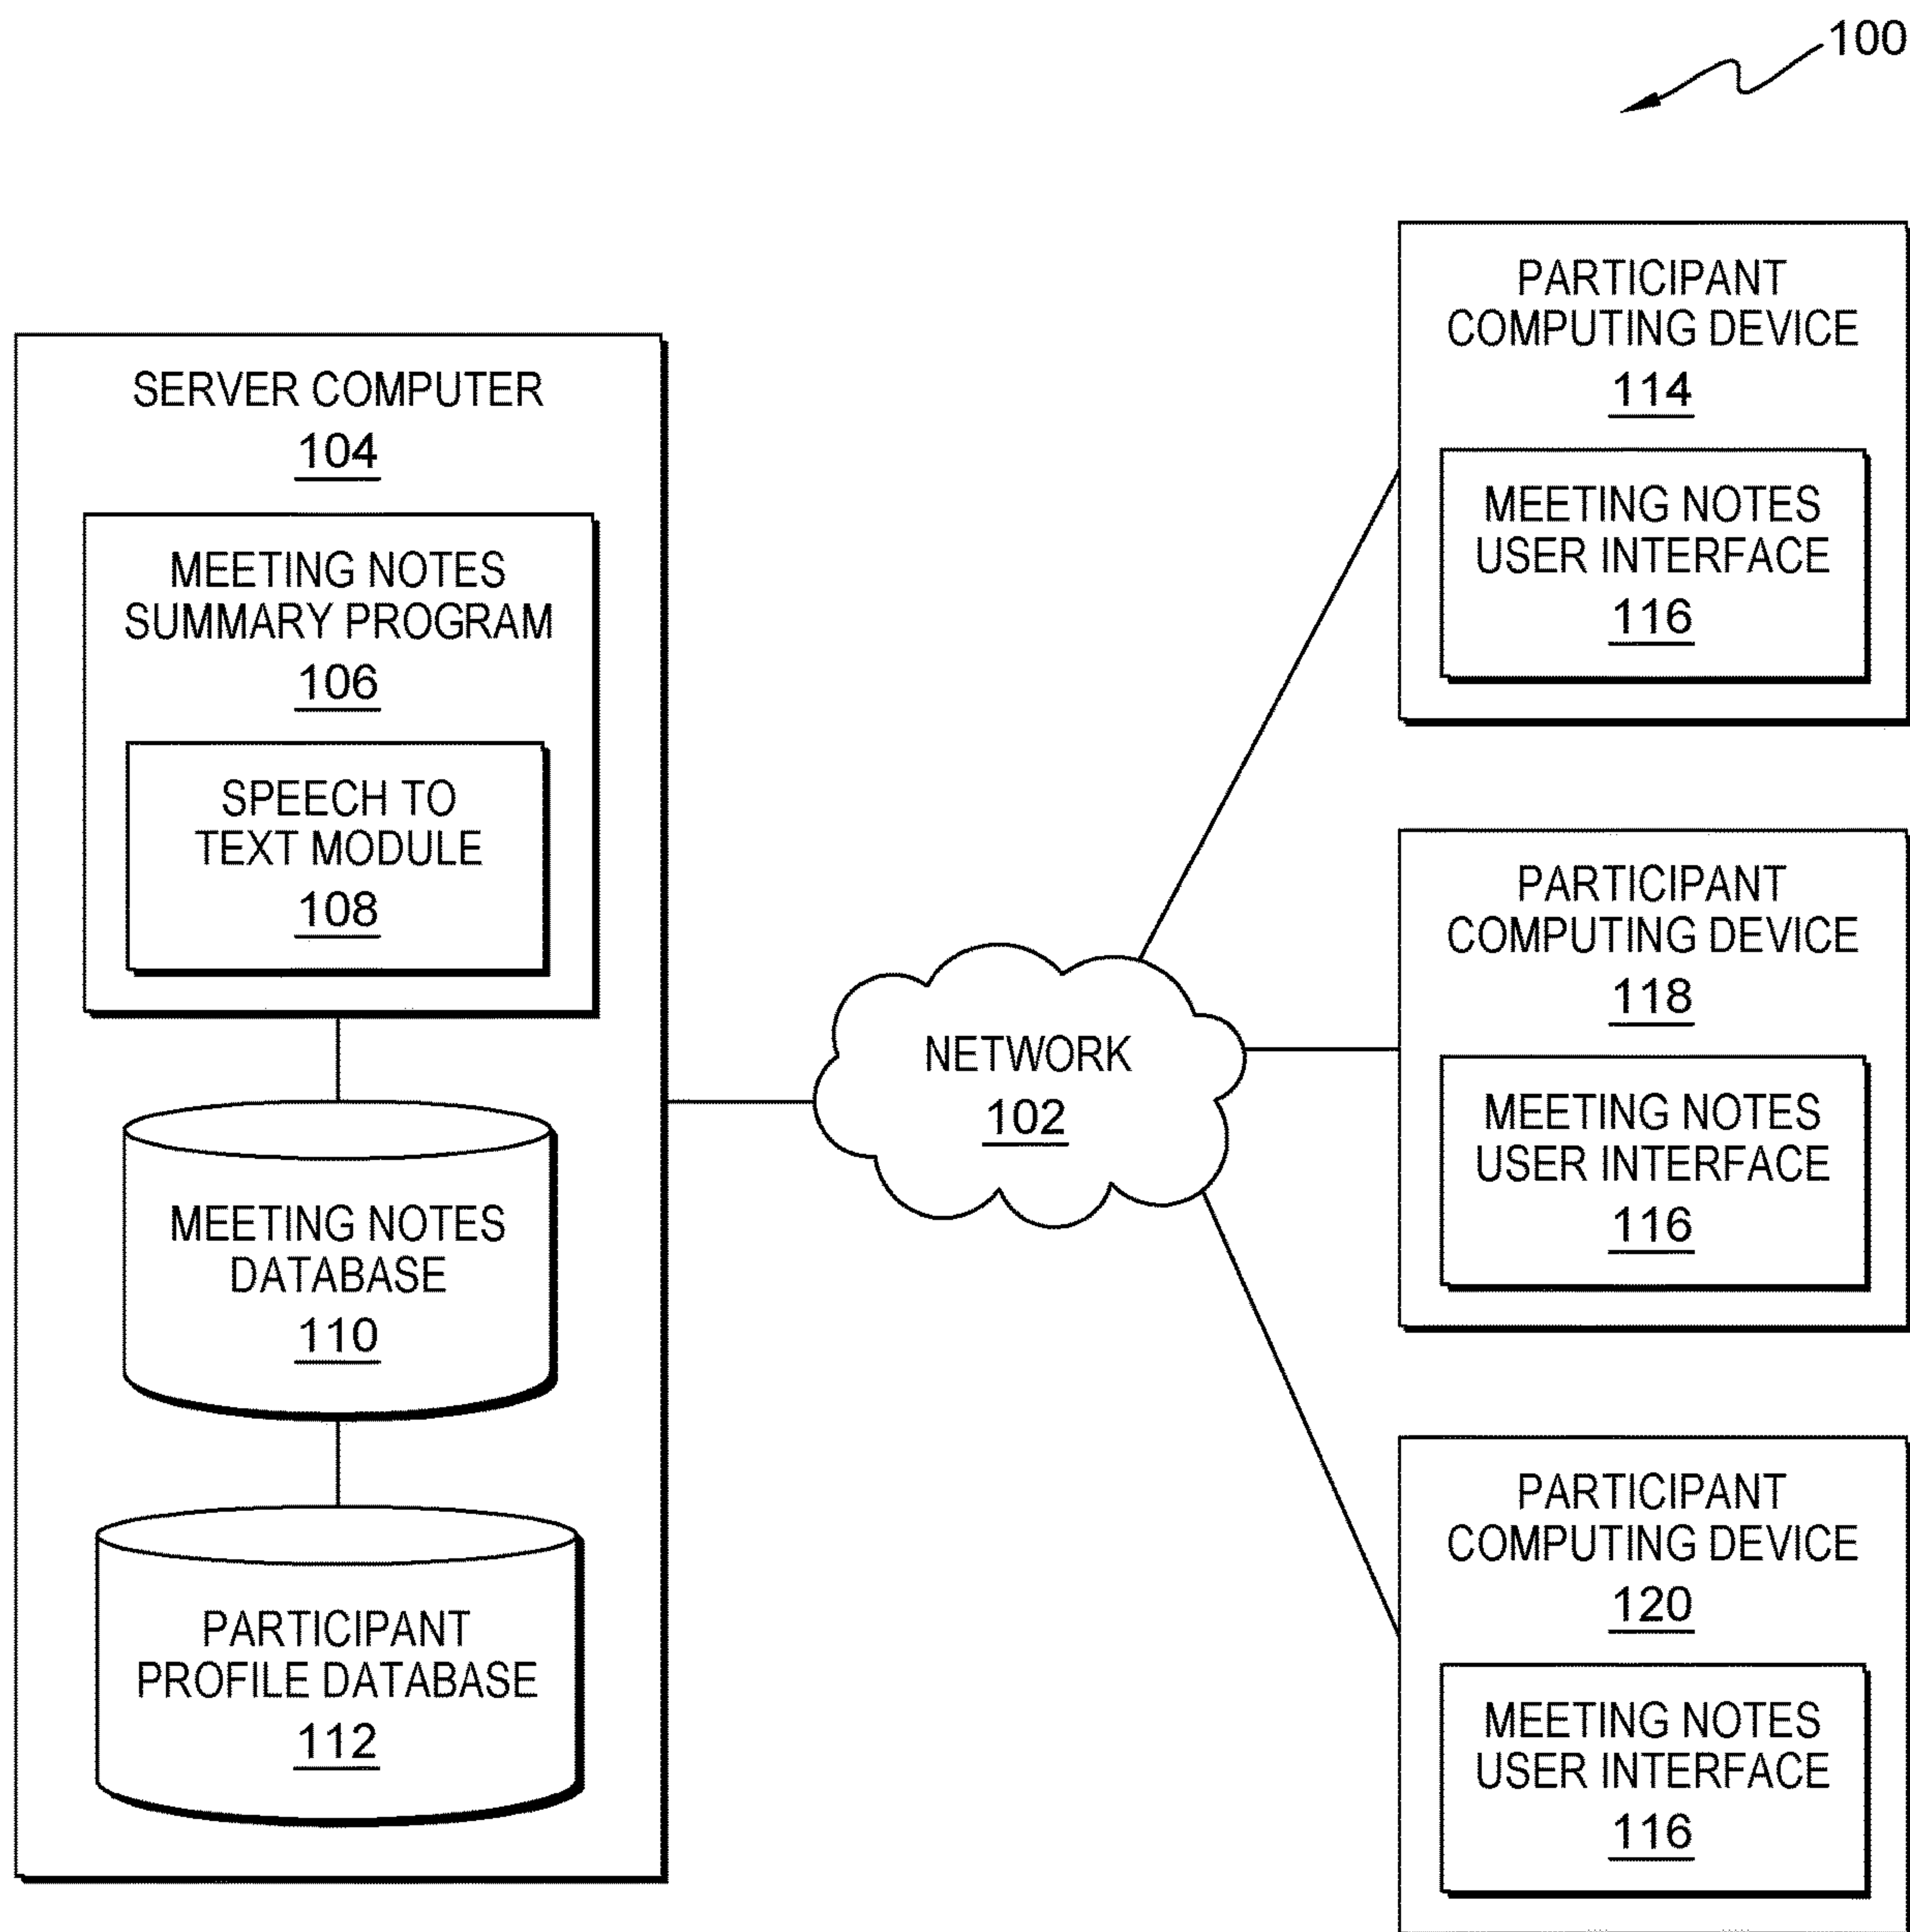 100
SERVER COMPUTER
104
MEETING NOTES
SUMMARY PROGRAM
106
SPEECH TO
TEXT MODULE
108
MEETING NOTES
DATABASE
110
PARTICIPANT
PROFILE DATABASE
112
NETWORK
102
PARTICIPANT
COMPUTING DEVICE
114
MEETING NOTES
USER INTERFACE
116
PARTICIPANT
COMPUTING DEVICE
118
MEETING NOTES
USER INTERFACE
116
PARTICIPANT
COMPUTING DEVICE
120
MEETING NOTES
USER INTERFACE
116